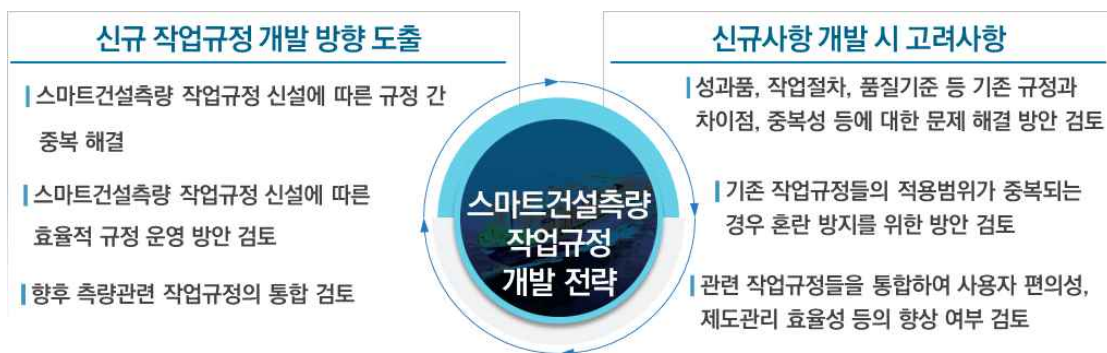 신규 작업규정 개발 방향 도출
스마트건설측량 작업규정 신설에 따른 규정 간
중복 해결
스마트건설측량 작업규정 신설에 따른
효율적 규정 운영 방안 검토
향후 측량관련 작업규정의 통합 검토
스마트건설측량
작업규정
개발 전략
신규사항 개발 시 고려사항
성과품, 작업절차, 품질기준 등 기존 규정과
차이점, 중복성 등에 대한 문제 해결 방안 검토
기존 작업규정들의 적용범위가 중복되는
경우 혼란 방지를 위한 방안 검토
관련 작업규정들을 통합하여 사용자 편의성,
제도관리 효율성 등의 향상 여부 검토